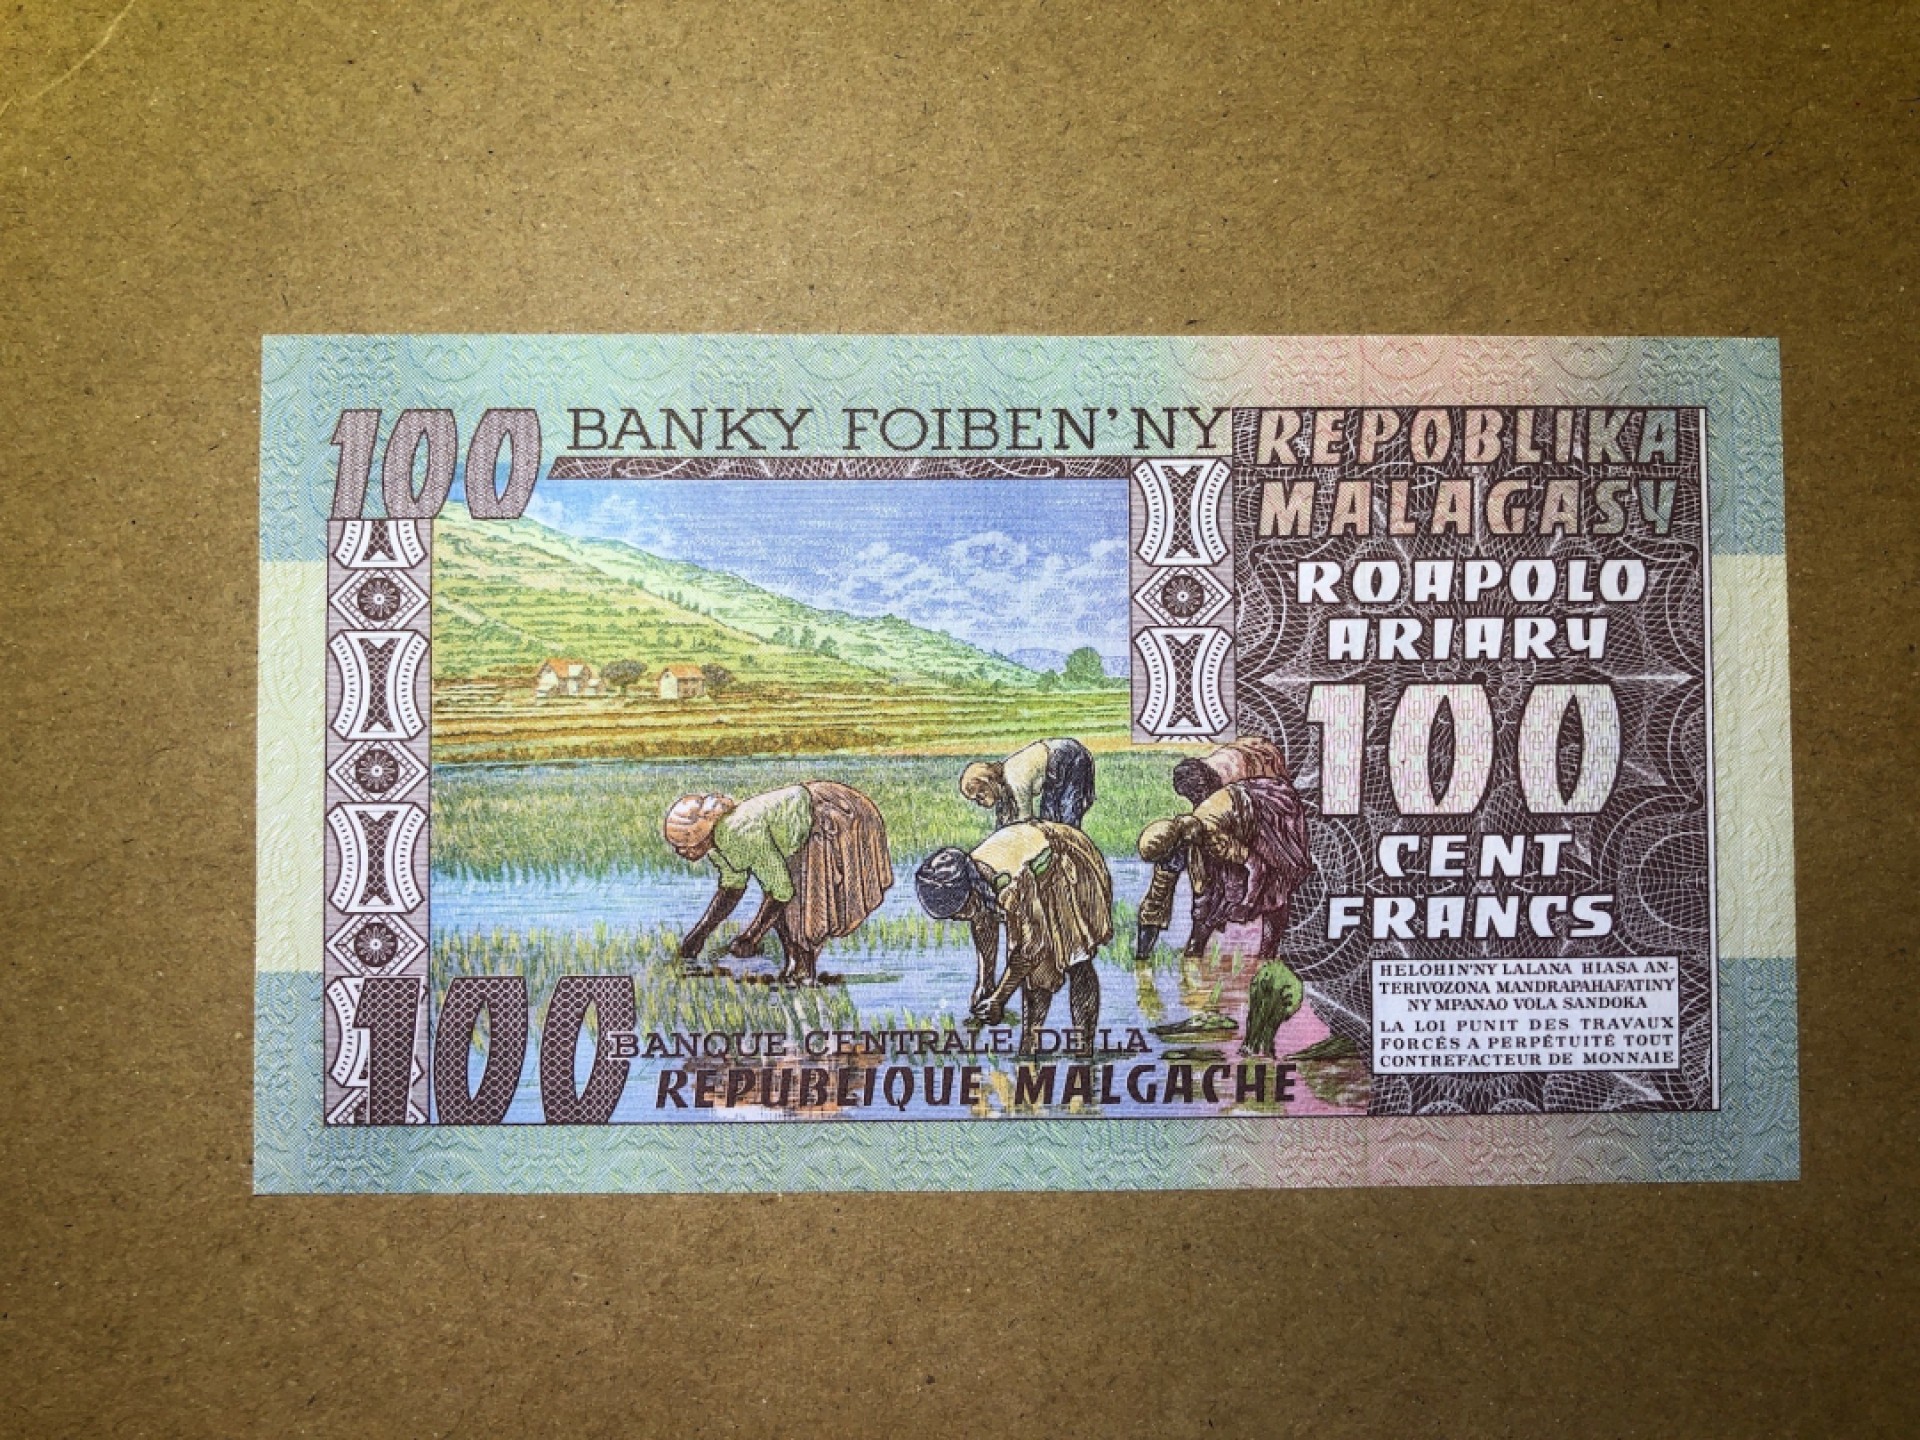 100
BANKY FOIBEN'NY
REPOBLIKA
MALAGASY
ROAPOLO
ARIARY
100
CENT
FRANCS
HELOHIN'NY LALANA HIASA AN-
TERIVOZONA MANDRAPAHAFATINY
NY MPANAO VOLA SANDOKA
LA LOI PUNIT DES TRAVAUX
FORCÉS A PERPÉTUITÉ TOUT
CONTREFACTEUR DE MONNAIE
100
BANQUE CENTRALE DE LA
REPUBLIQUE MALGACHE